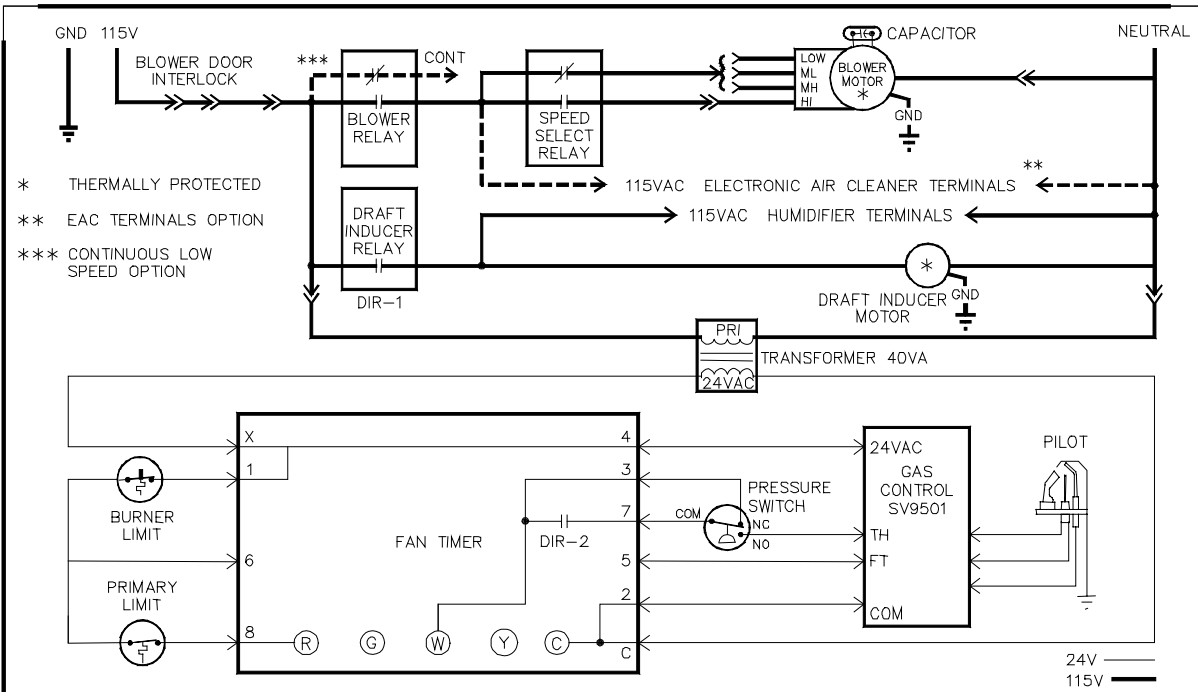 GND 115V
NEUTRAL
BLOWER DOOR
INTERLOCK
***
CONT
BLOWER
RELAY
SPEED
SELECT
RELAY
LOW
ML
MH
HI
CAPACITOR
BLOWER
MOTOR
*
GND
* THERMALLY PROTECTED
** EAC TERMINALS OPTION
*** CONTINUOUS LOW
SPEED OPTION
115VAC ELECTRONIC AIR CLEANER TERMINALS
**
115VAC HUMIDIFIER TERMINALS
DRAFT
INDUCER
RELAY
DIR-1
*
GND
DRAFT INDUCER
MOTOR
PRI
24VAC
TRANSFORMER 40VA
BURNER
LIMIT
PRIMARY
LIMIT
X
1
6
8
FAN TIMER
DIR-2
R
G
W
Y
C
4
3
7
5
2
C
COM
PRESSURE
SWITCH
NC
NO
24VAC
GAS
CONTROL
SV9501
TH
FT
COM
PILOT
24V
115V